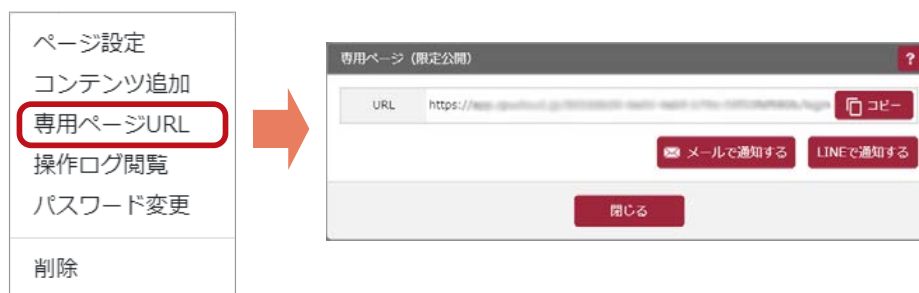 ページ設定
コンテンツ追加
専用ページURL
操作ログ閲覧
パスワード変更
削除
専用ページ（限定公開）
?
URL https://
コピー
メールで通知する
LINEで通知する
閉じる